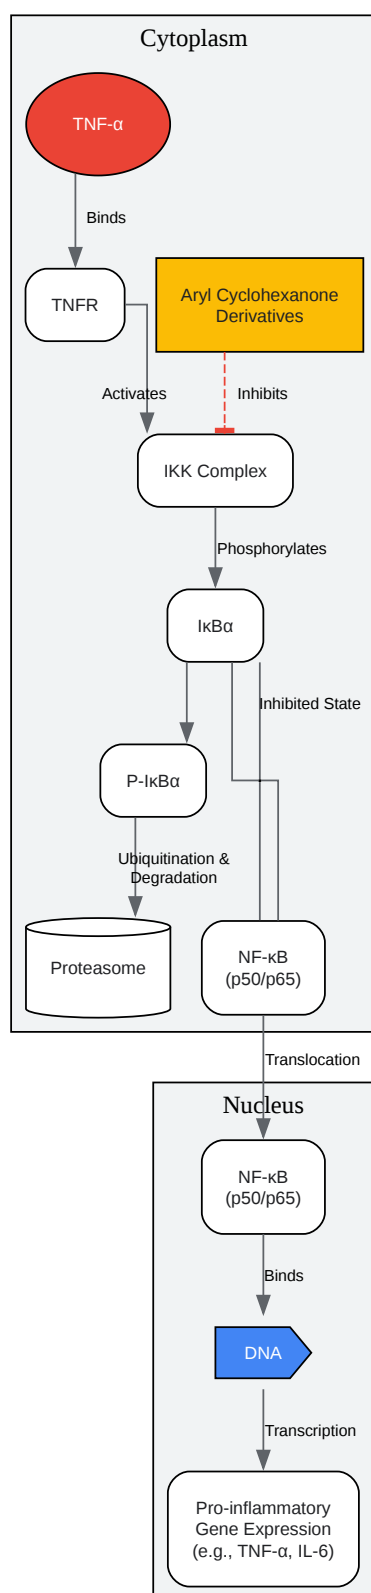 Cytoplasm
TNF-α
Binds
TNFR
Aryl Cyclohexanone
Derivatives
Activates
Inhibits
IKK Complex
Phosphorylates
IκBα
Inhibited State
P-IκBα
Ubiquitination &
Degradation
Proteasome
NF-κB
(p50/p65)
Translocation
Nucleus
NF-κB
(p50/p65)
Binds
DNA
Transcription
Pro-inflammatory
Gene Expression
(e.g., TNF-α, IL-6)